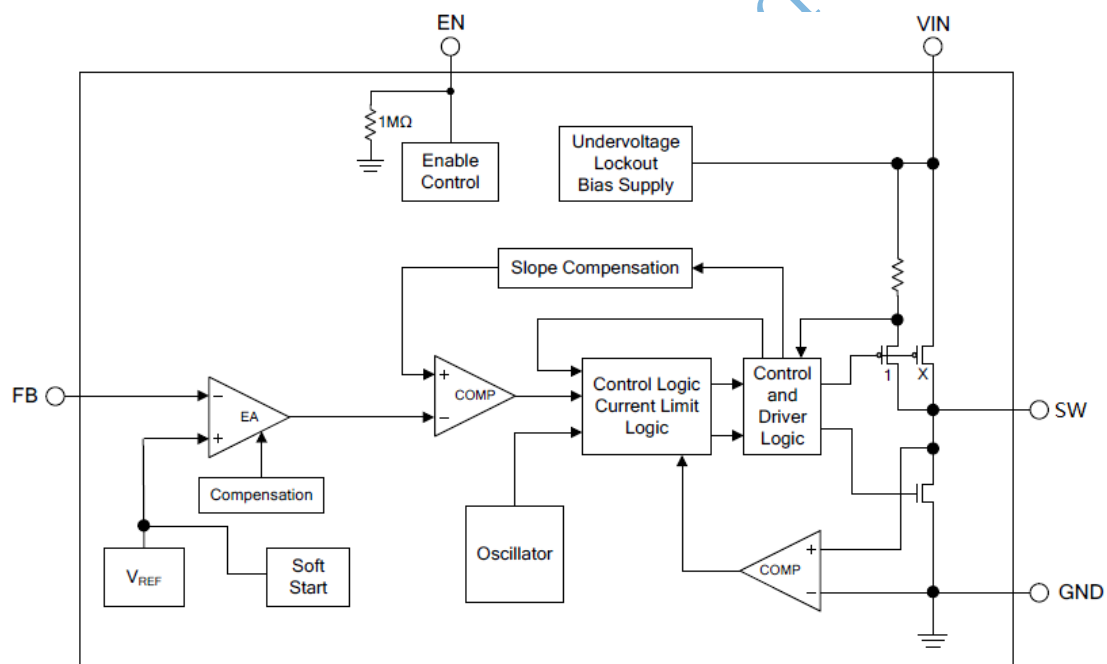 EN
VIN
1MΩ
Enable
Control
Undervoltage
Lockout
Bias Supply
Slope Compensation
FB
−
+
EA
+
−
COMP
Control Logic
Current Limit
Logic
Control
and
Driver
Logic
1
X
SW
Compensation
VREF
Soft
Start
Oscillator
+
−
COMP
GND